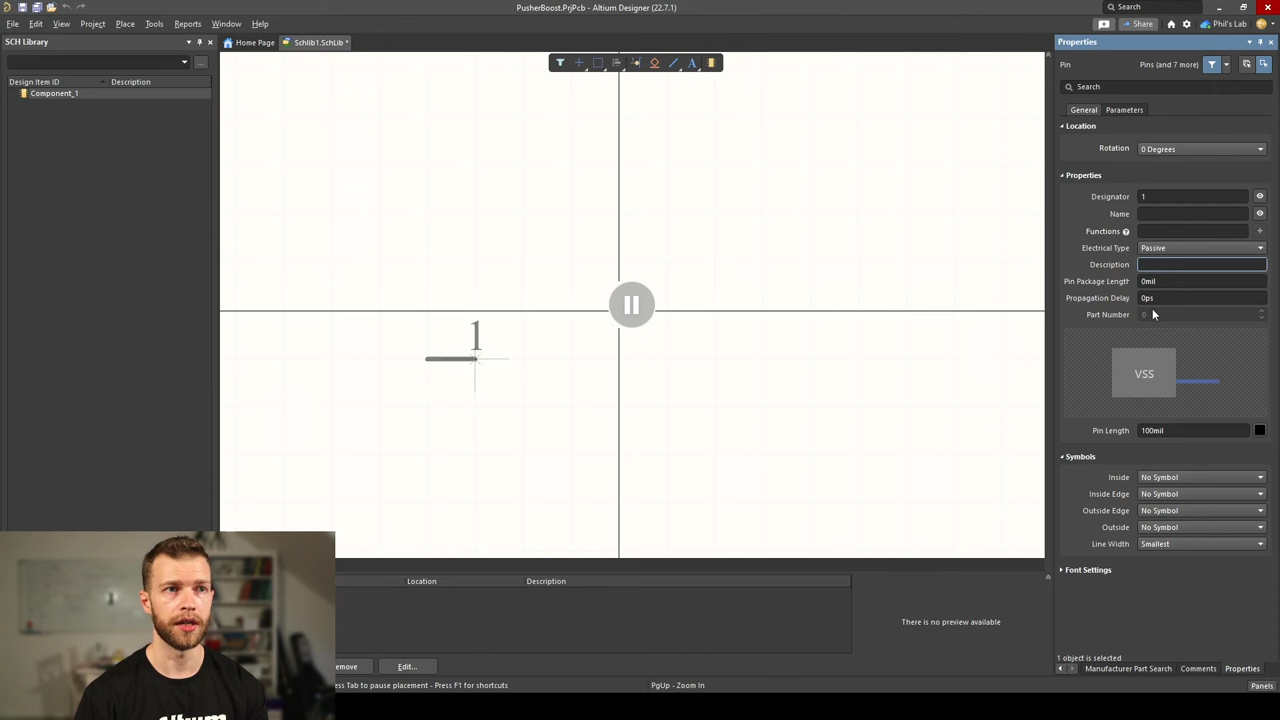 PusherBoost.PrjPcb - Altium Designer (22.7.1)
Search
File Edit View Project Place Tools Reports Window Help
Share
Phil's Lab
SCH Library
Home Page
Schlib1.SchLib *
Properties
Pin
Pins (and 7 more)
...
Search
Design Item ID
Description
Component_1
General
Parameters
Location
Rotation
0 Degrees
Properties
Designator
1
Name
Functions
Electrical Type
Passive
Description
Pin Package Length
0mil
Propagation Delay
0ps
Part Number
0
1
VSS
Pin Length
100mil
Symbols
Inside
No Symbol
Inside Edge
No Symbol
Outside Edge
No Symbol
Outside
No Symbol
Line Width
Smallest
Font Settings
Location
Description
There is no preview available
emove
Edit...
1 object is selected
Manufacturer Part Search
Comments
Properties
ress Tab to pause placement - Press F1 for shortcuts
PgUp - Zoom In
Panels